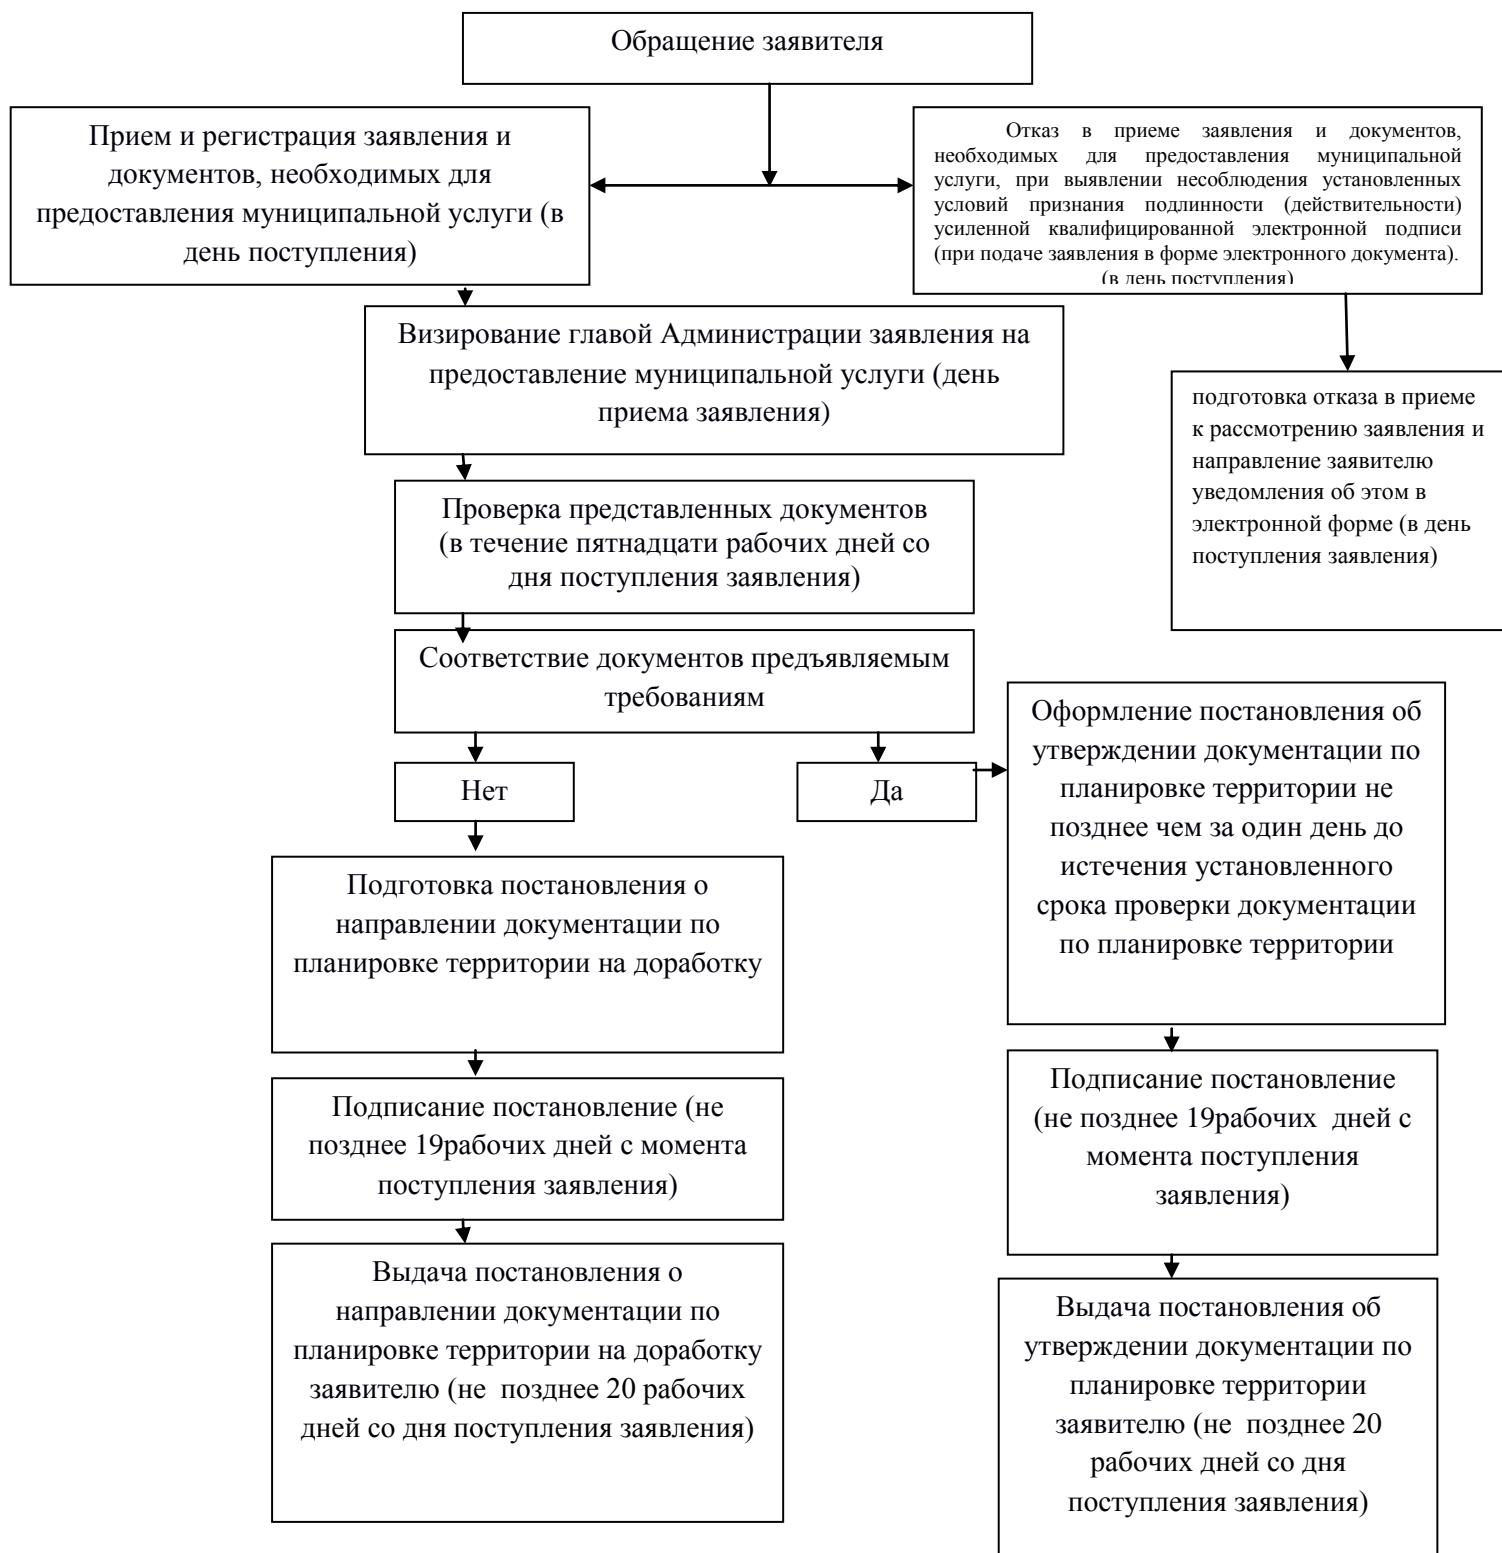 Обращение заявителя
Прием и регистрация заявления и
документов, необходимых для
предоставления муниципальной услуги (в
день поступления)
Отказ в приеме заявления и документов,
необходимых для предоставления муниципальной
услуги, при выявлении несоблюдения установленных
условий признания подлинности (действительности)
усиленной квалифицированной электронной подписи
(при подаче заявления в форме электронного документа).
(в день поступления)
Визирование главой Администрации заявления на
предоставление муниципальной услуги (день
приема заявления)
подготовка отказа в приеме
к рассмотрению заявления и
направление заявителю
уведомления об этом в
электронной форме (в день
поступления заявления)
Проверка представленных документов
(в течение пятнадцати рабочих дней со
дня поступления заявления)
Соответствие документов предъявляемым
требованиям
Нет
Да
Оформление постановления об
утверждении документации по
планировке территории не
позднее чем за один день до
истечения установленного
срока проверки документации
по планировке территории
Подготовка постановления о
направлении документации по
планировке территории на доработку
Подписание постановление (не
позднее 19рабочих дней с момента
поступления заявления)
Подписание постановление
(не позднее 19рабочих  дней с
момента поступления
заявления)
Выдача постановления о
направлении документации по
планировке территории на доработку
заявителю (не  позднее 20 рабочих
дней со дня поступления заявления)
Выдача постановления об
утверждении документации по
планировке территории
заявителю (не  позднее 20
рабочих дней со дня
поступления заявления)